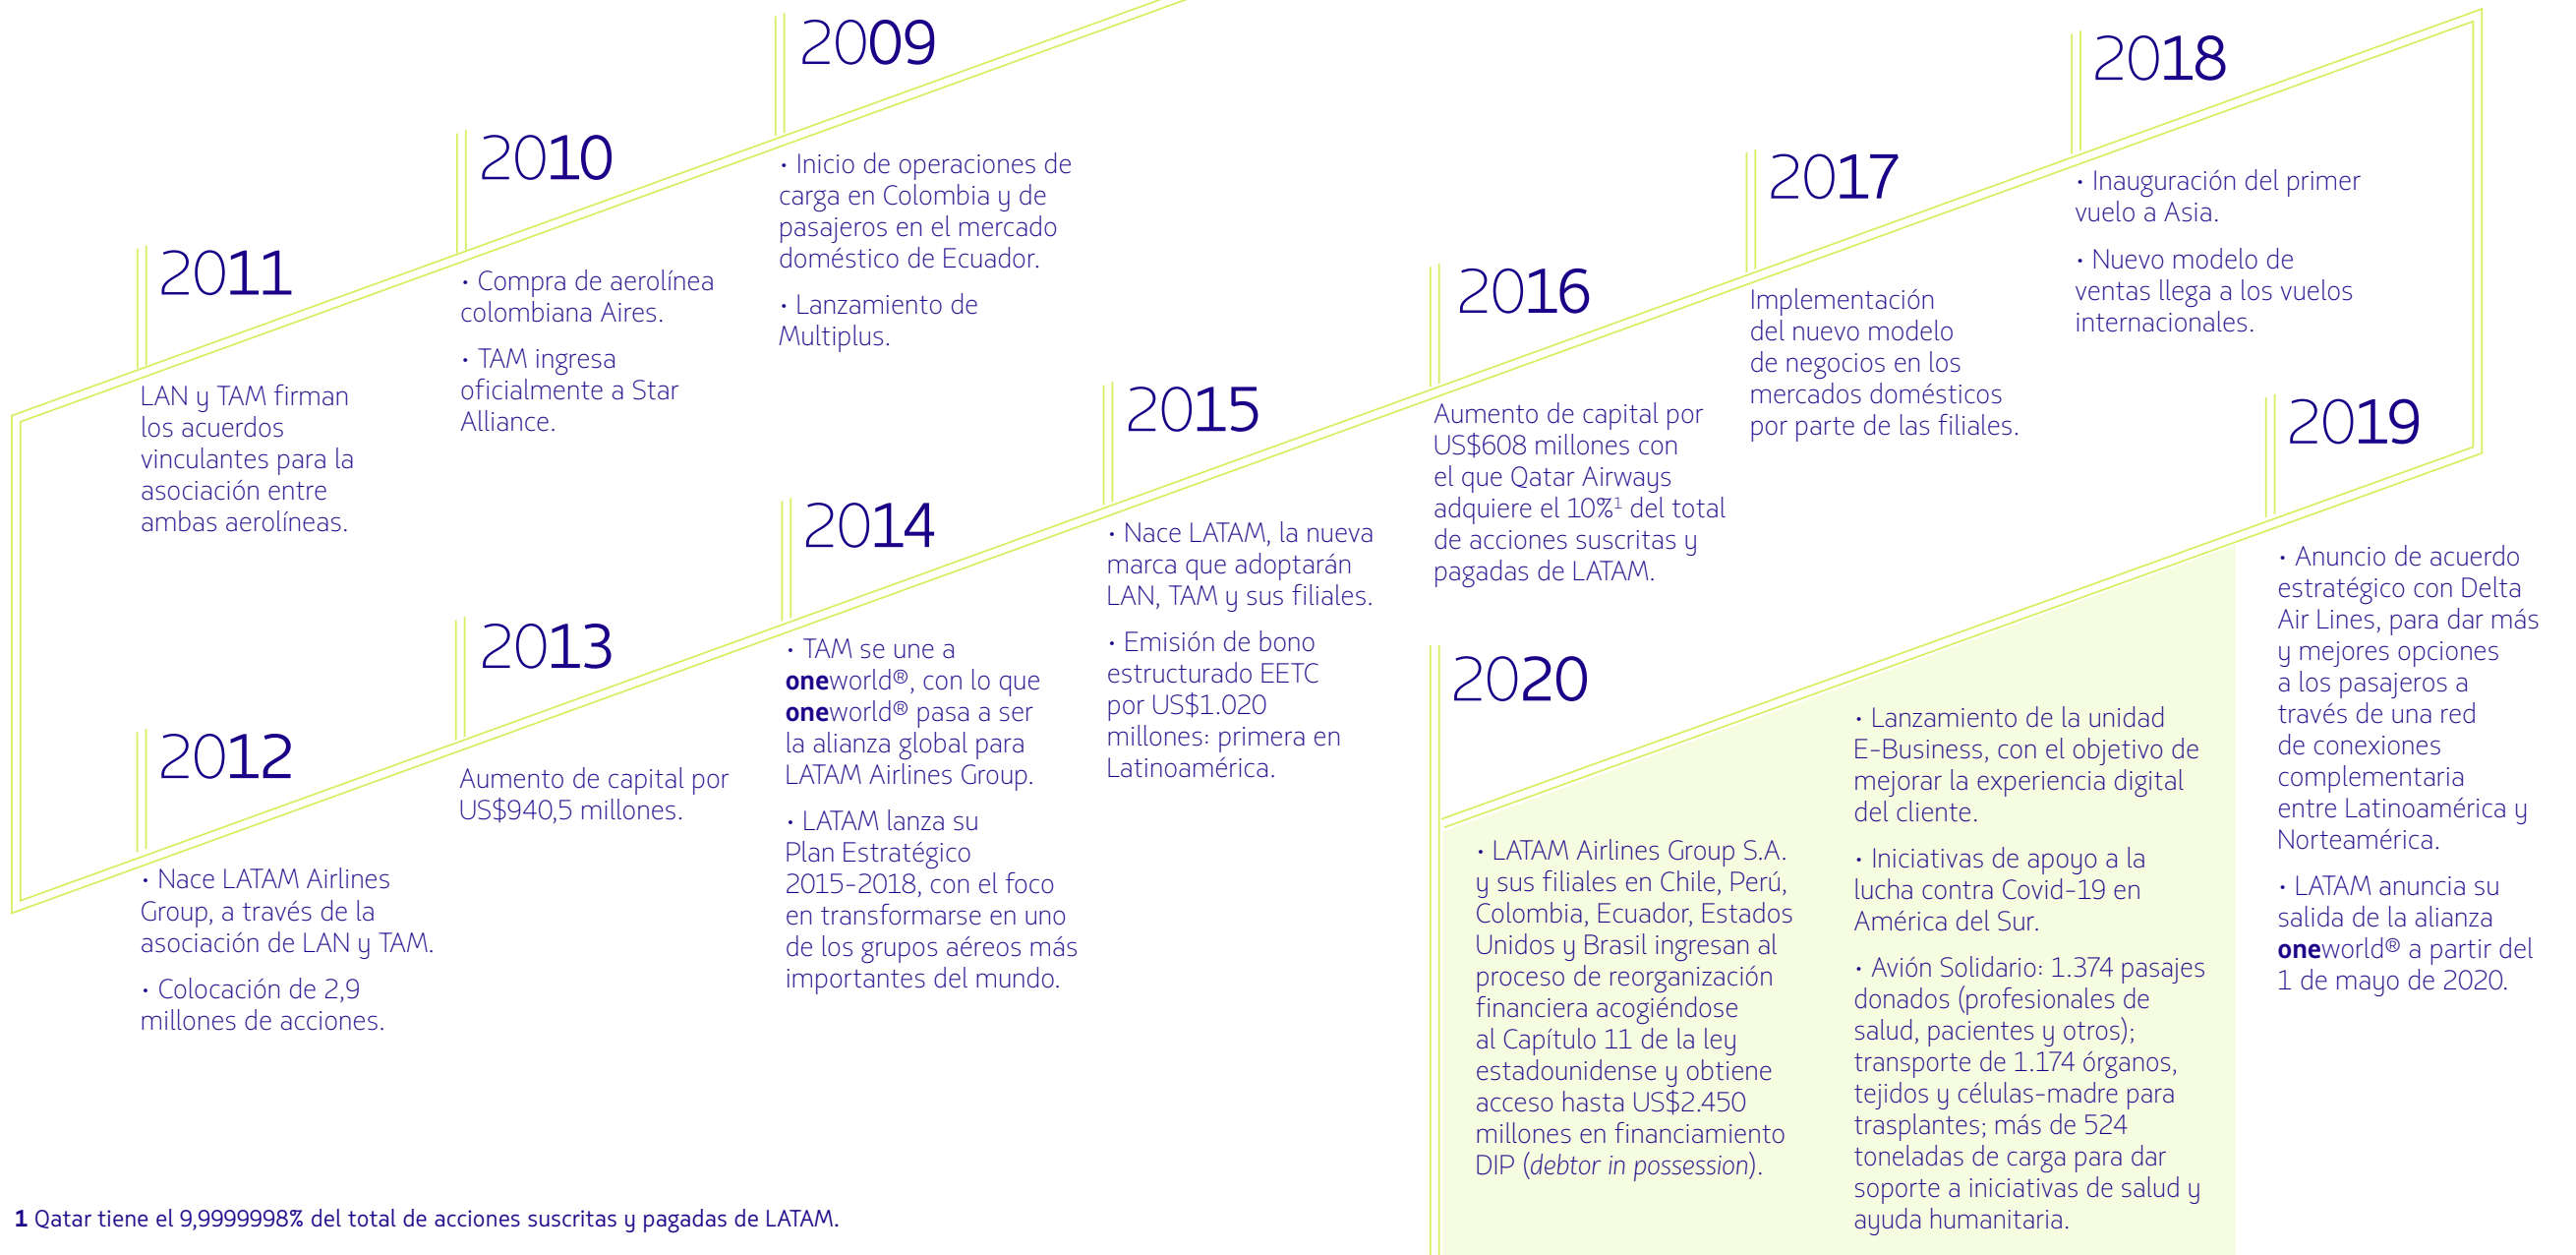 2009
• Inicio de operaciones de
carga en Colombia y de
pasajeros en el mercado
doméstico de Ecuador.
• Lanzamiento de
Multiplus.
2010
• Compra de aerolínea
colombiana Aires.
• TAM ingresa
oficialmente a Star
Alliance.
2011
LAN y TAM firman
los acuerdos
vinculantes para la
asociación entre
ambas aerolíneas.
2012
• Nace LATAM Airlines
Group, a través de la
asociación de LAN y TAM.
• Colocación de 2,9
millones de acciones.
2013
Aumento de capital por
US$940,5 millones.
2014
• TAM se une a
oneworld®, con lo que
oneworld® pasa a ser
la alianza global para
LATAM Airlines Group.
• LATAM lanza su
Plan Estratégico
2015-2018, con el foco
en transformarse en uno
de los grupos aéreos más
importantes del mundo.
2015
• Nace LATAM, la nueva
marca que adoptarán
LAN, TAM y sus filiales.
• Emisión de bono
estructurado EETC
por US$1.020
millones: primera en
Latinoamérica.
2016
Aumento de capital por
US$608 millones con
el que Qatar Airways
adquiere el 10%¹ del total
de acciones suscritas y
pagadas de LATAM.
2017
Implementación
del nuevo modelo
de negocios en los
mercados domésticos
por parte de las filiales.
2018
• Inauguración del primer
vuelo a Asia.
• Nuevo modelo de
ventas llega a los vuelos
internacionales.
2019
• Anuncio de acuerdo
estratégico con Delta
Air Lines, para dar más
y mejores opciones
a los pasajeros a
través de una red
de conexiones
complementaria
entre Latinoamérica y
Norteamérica.
• LATAM anuncia su
salida de la alianza
oneworld® a partir del
1 de mayo de 2020.
2020
• LATAM Airlines Group S.A.
y sus filiales en Chile, Perú,
Colombia, Ecuador, Estados
Unidos y Brasil ingresan al
proceso de reorganización
financiera acogiéndose
al Capítulo 11 de la ley
estadounidense y obtiene
acceso hasta US$2.450
millones en financiamiento
DIP (debtor in possession).
• Lanzamiento de la unidad
E-Business, con el objetivo de
mejorar la experiencia digital
del cliente.
• Iniciativas de apoyo a la
lucha contra Covid-19 en
América del Sur.
• Avión Solidario: 1.374 pasajes
donados (profesionales de
salud, pacientes y otros);
transporte de 1.174 órganos,
tejidos y células-madre para
trasplantes; más de 524
toneladas de carga para dar
soporte a iniciativas de salud y
ayuda humanitaria.
1 Qatar tiene el 9,9999998% del total de acciones suscritas y pagadas de LATAM.